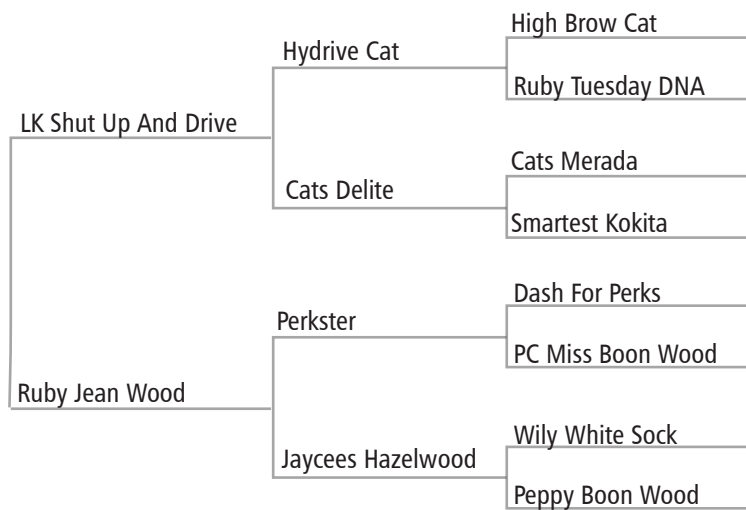 High Brow Cat
Hydrive Cat
Ruby Tuesday DNA
LK Shut Up And Drive
Cats Merada
Cats Delite
Smartest Kokita
Dash For Perks
Perkster
PC Miss Boon Wood
Ruby Jean Wood
Wily White Sock
Jaycees Hazelwood
Peppy Boon Wood